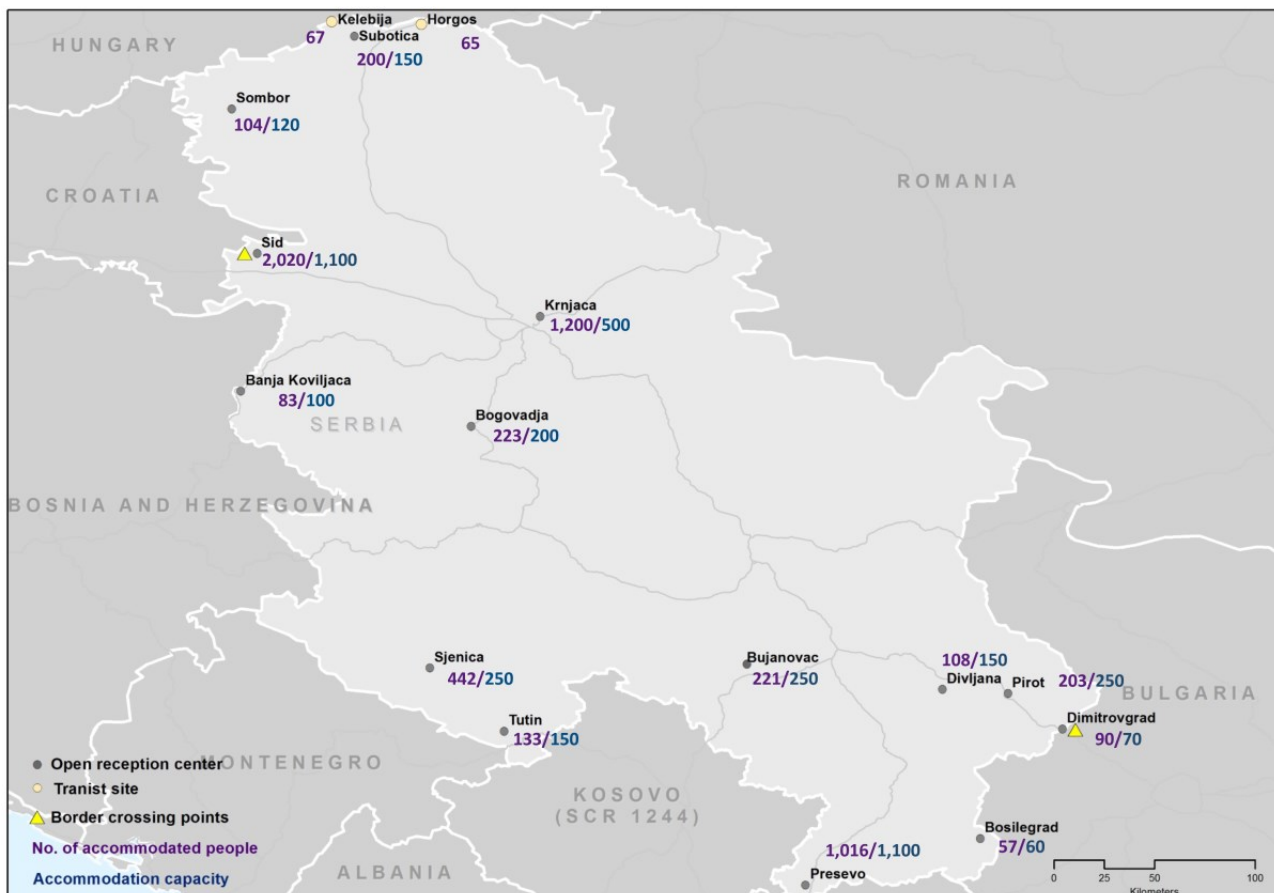 Kelebija
Horgos
HUNGARY
67
Subotica
65
200/150
Sombor
104/120
ROMANIA
CROATIA
Sid
2,020/1,100
Krnjaca
1,200/500
Banja Koviljaca
83/100
Bogovadja
SERBIA
223/200
BOSNIA AND HERZEGOVINA
Sjenica
442/250
Bujanovac
221/250
108/150
Divljana
Pirot
203/250
BULGARIA
Tutin
133/150
Dimitrovgrad
90/70
Open reception center
MONTENEGRO
Tranist site
KOSOVO
(SCR 1244)
Border crossing points
Bosilegrad
57/60
No. of accommodated people
1,016/1,100
ALBANIA
Presevo
Accommodation capacity
0 25 50 100
Kilometers